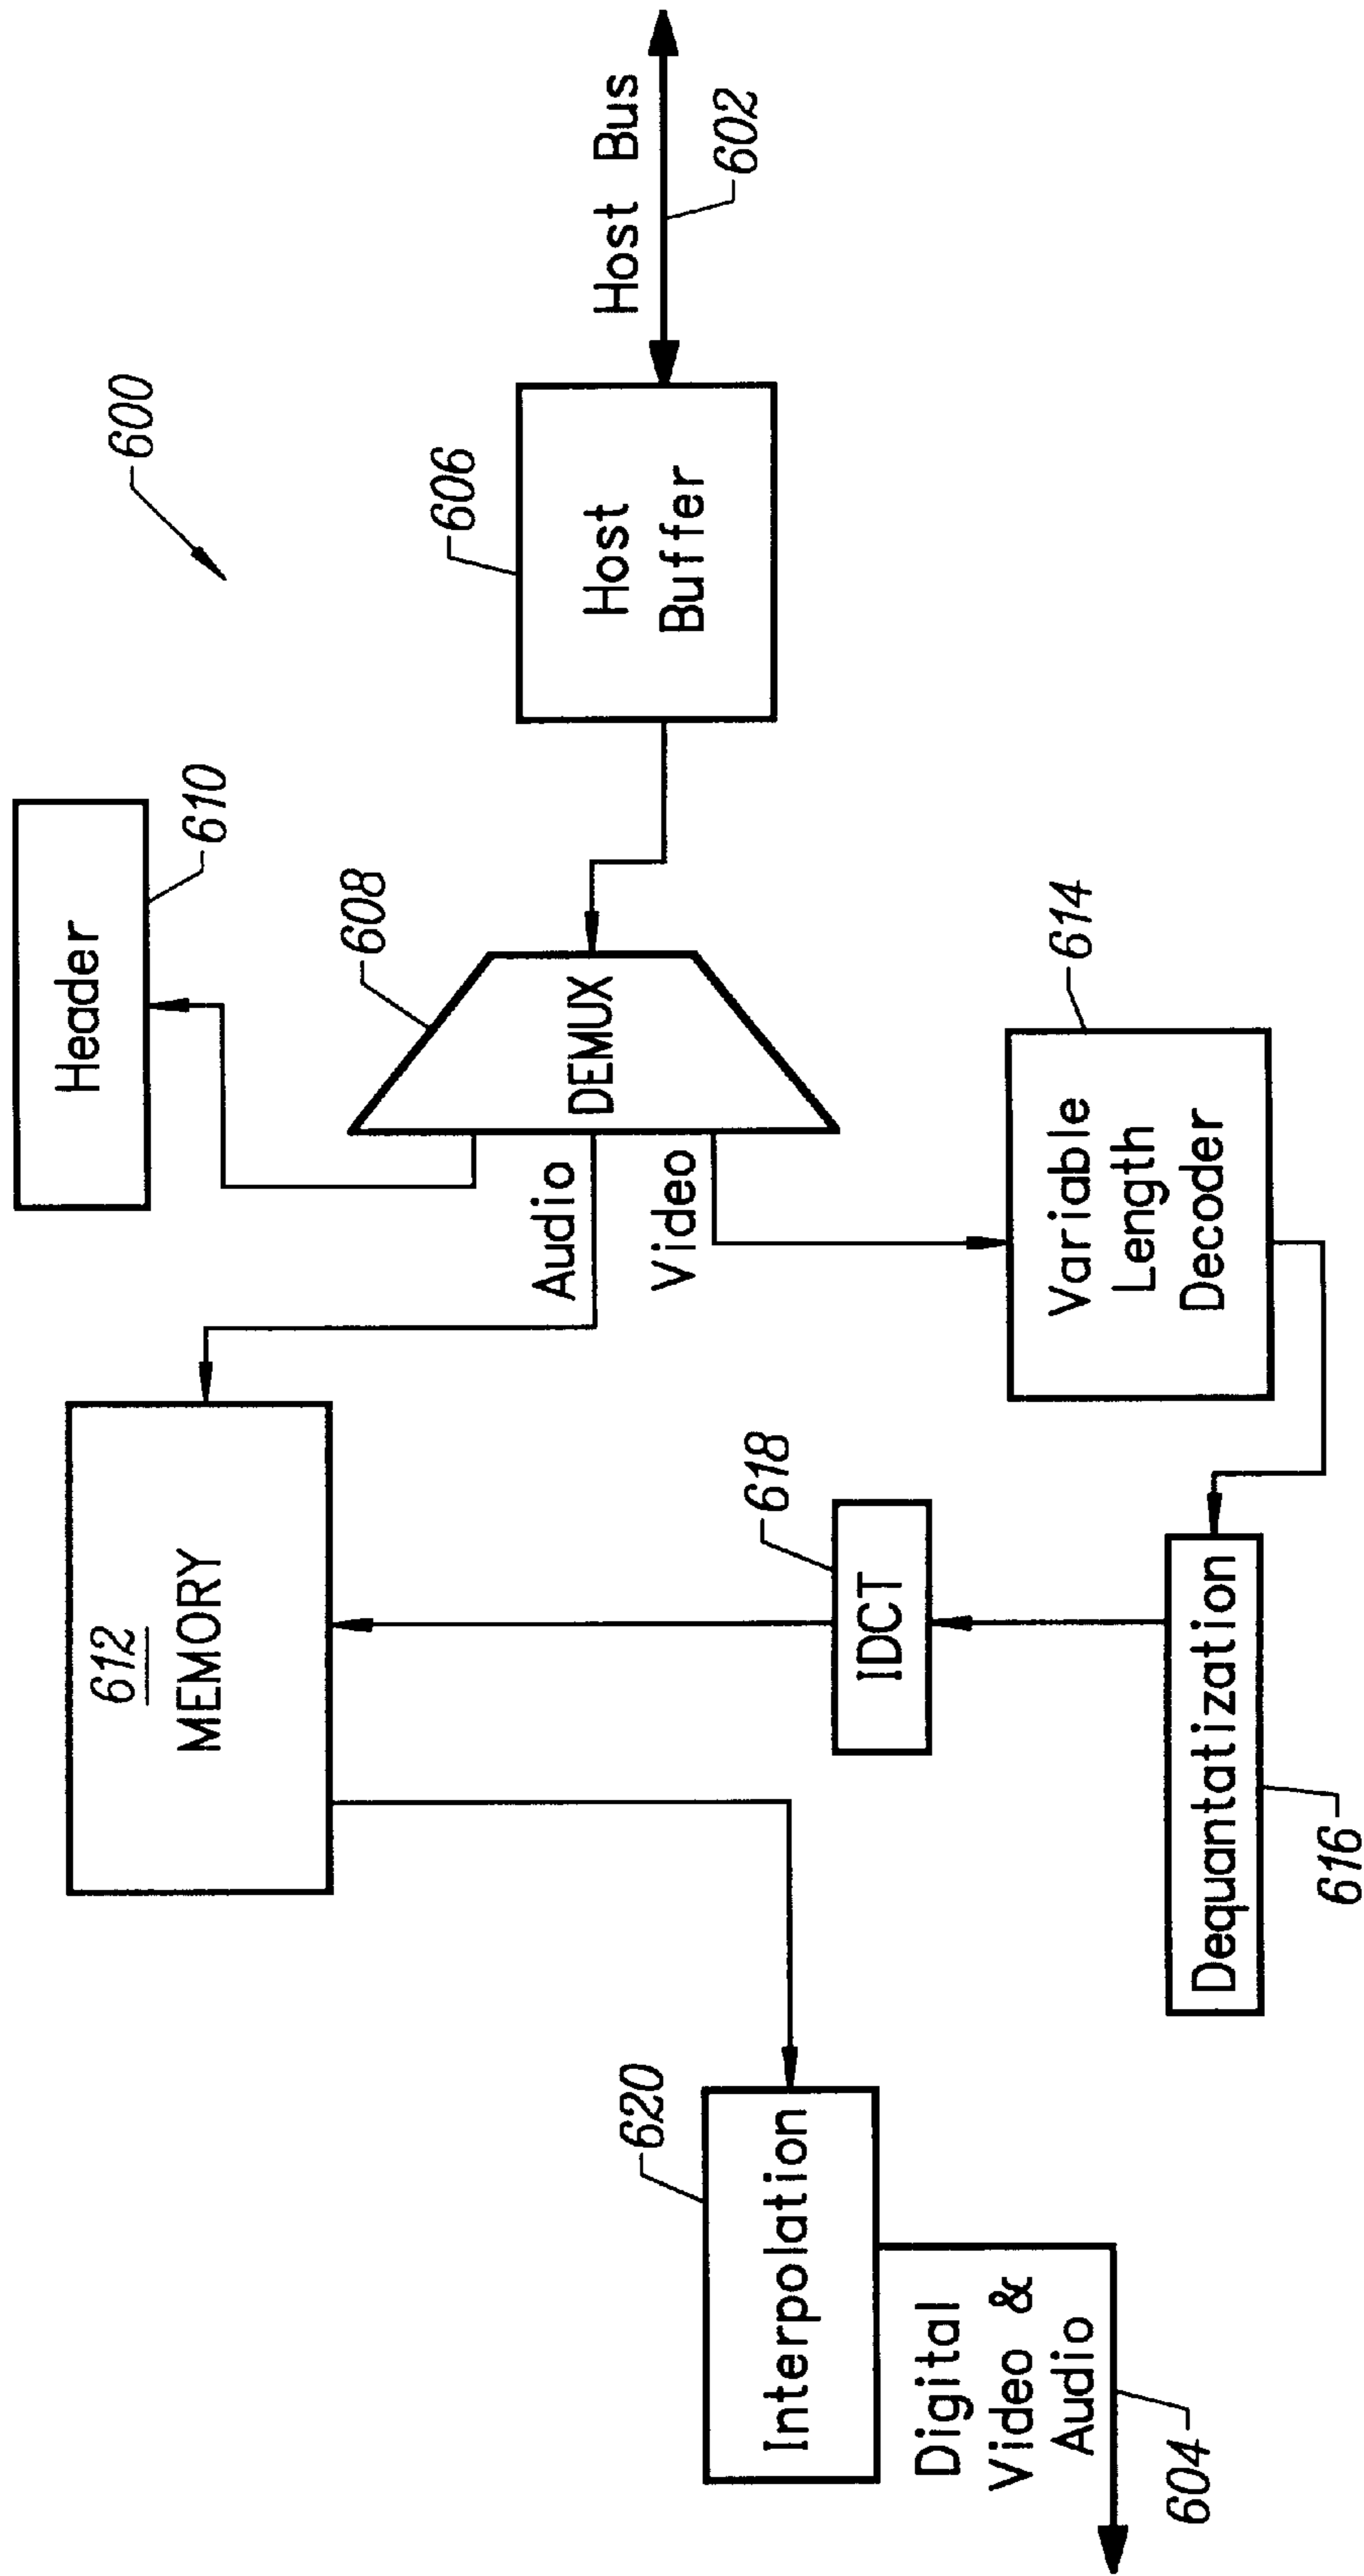 600
Header
610
612
MEMORY
608
DEMUX
Audio
Video
606
Host
Buffer
Host Bus
602
620
Interpolation
618
IDCT
614
Variable
Length
Decoder
Digital
Video &
Audio
604
Dequantatization
616